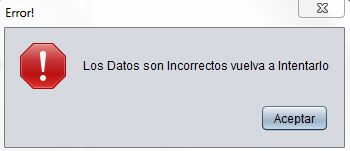 Error!
Los Datos son Incorrectos vuelva a Intentarlo
Aceptar